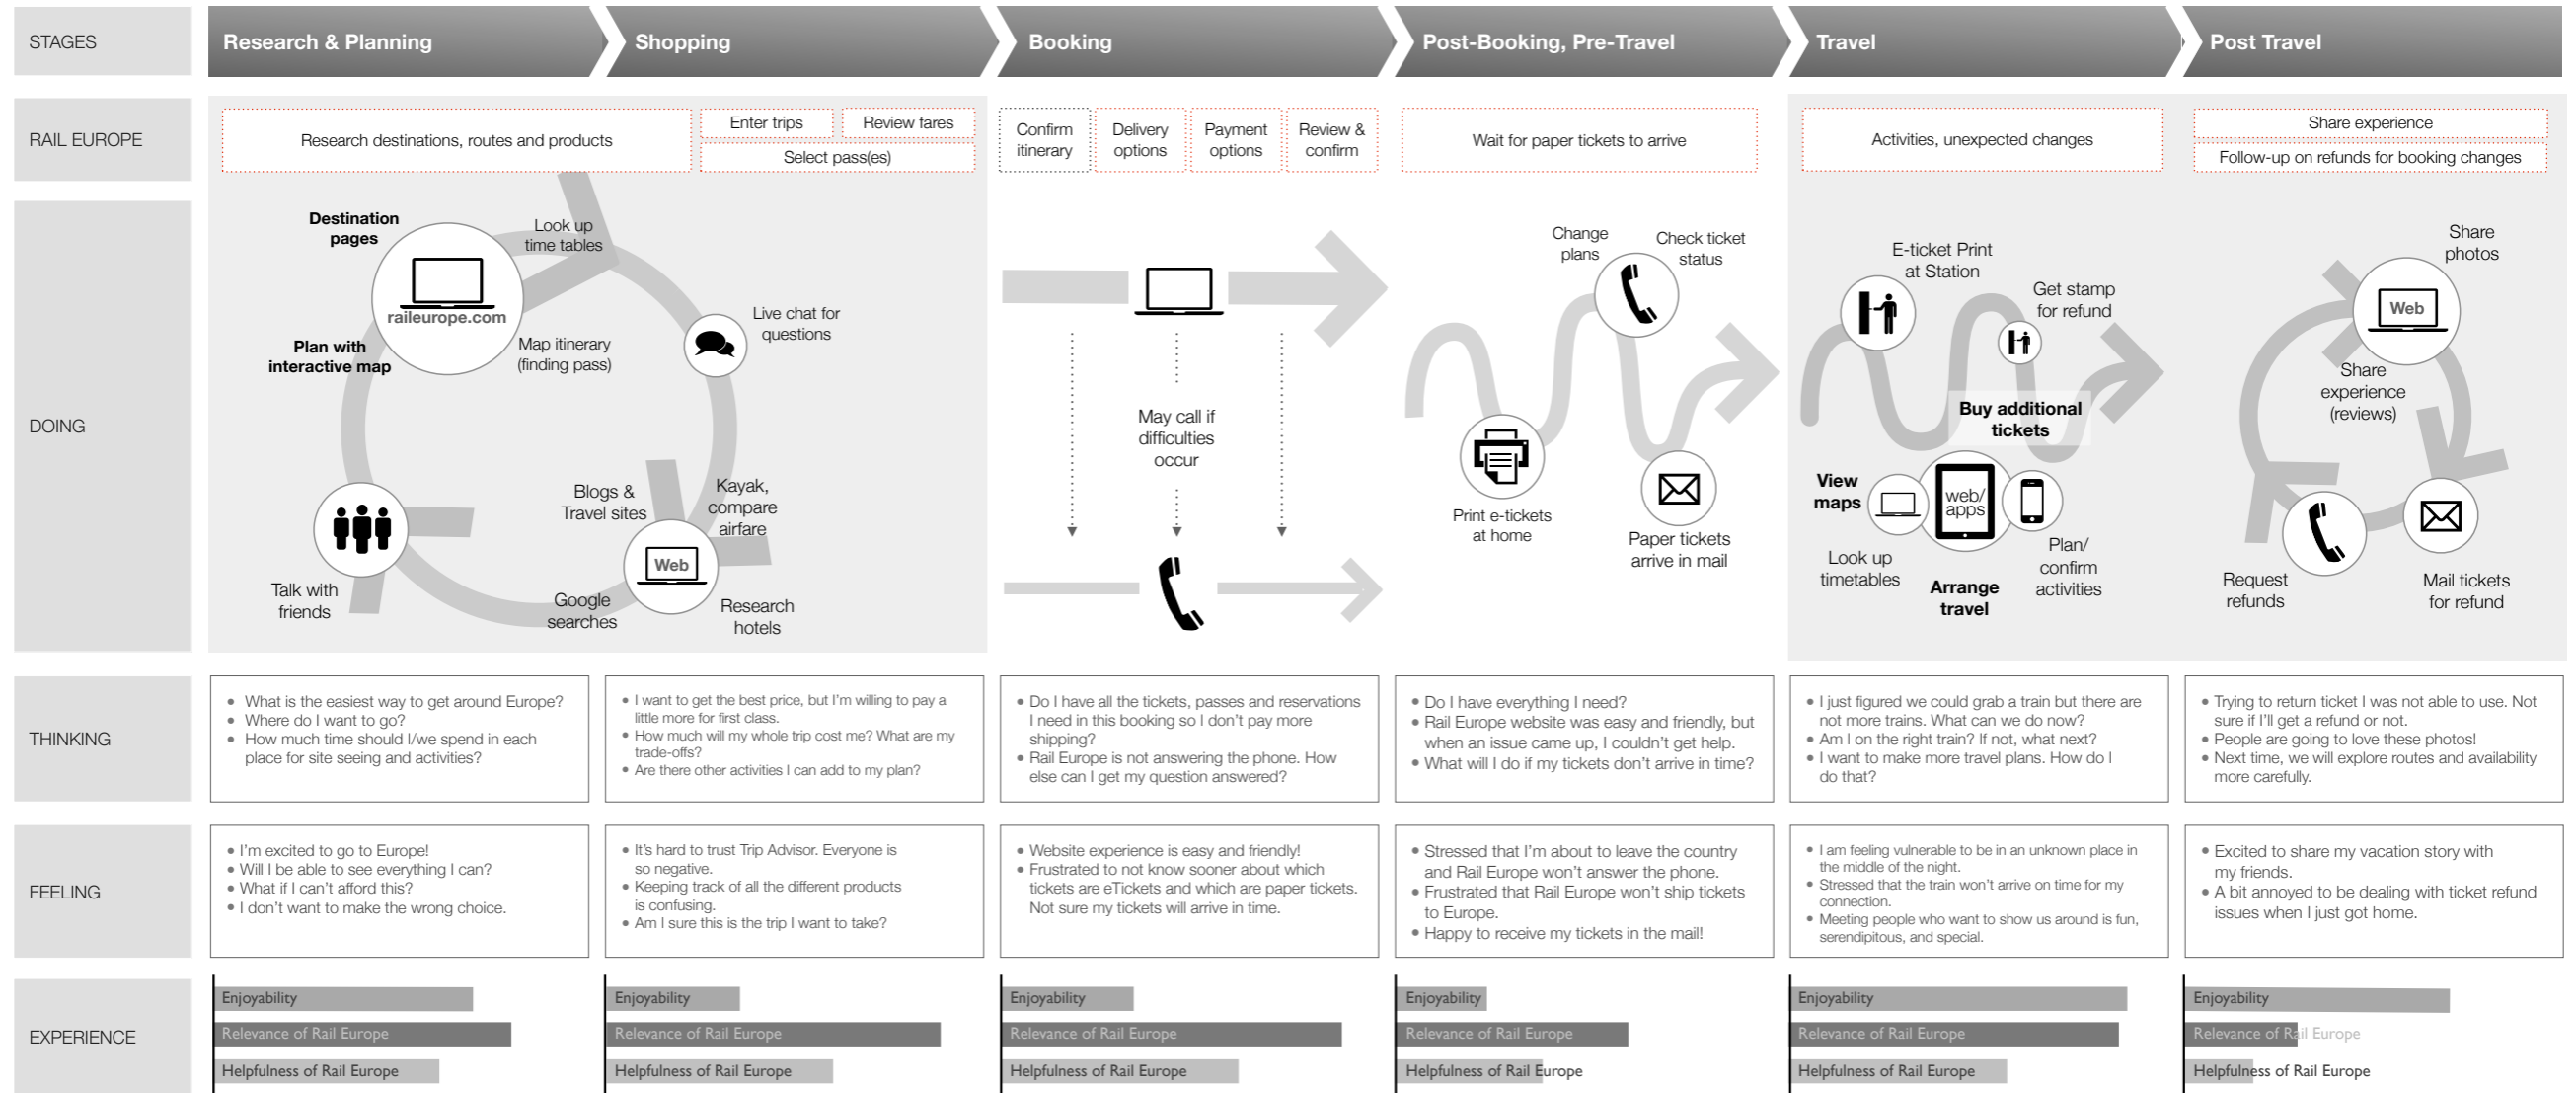 STAGES
Research & Planning
Shopping
Booking
Post-Booking, Pre-Travel
Travel
Post Travel
RAIL EUROPE
Research destinations, routes and products
Enter trips
Review fares
Select pass(es)
Confirm
itinerary
Delivery
options
Payment
options
Review &
confirm
Wait for paper tickets to arrive
Activities, unexpected changes
Share experience
Follow-up on refunds for booking changes
DOING
Destination
pages
Look up
time tables
raileurope.com
Plan with
interactive map
Map itinerary
(finding pass)
Live chat for
questions
Blogs &
Travel sites
Kayak,
compare
airfare
Web
Talk with
friends
Google
searches
Research
hotels
May call if
difficulties
occur
Change
plans
Check ticket
status
Print e-tickets
at home
Paper tickets
arrive in mail
E-ticket Print
at Station
Get stamp
for refund
Buy additional
tickets
View
maps
web/
apps
Look up
timetables
Plan/
confirm
activities
Arrange
travel
Share
photos
Web
Share
experience
(reviews)
Request
refunds
Mail tickets
for refund
THINKING
• What is the easiest way to get around Europe?
• Where do I want to go?
• How much time should I/we spend in each
place for site seeing and activities?
• I want to get the best price, but I'm willing to pay a
little more for first class.
• How much will my whole trip cost me? What are my
trade-offs?
• Are there other activities I can add to my plan?
• Do I have all the tickets, passes and reservations
I need in this booking so I don't pay more
shipping?
• Rail Europe is not answering the phone. How
else can I get my question answered?
• Do I have everything I need?
• Rail Europe website was easy and friendly, but
when an issue came up, I couldn't get help.
• What will I do if my tickets don't arrive in time?
• I just figured we could grab a train but there are
not more trains. What can we do now?
• Am I on the right train? If not, what next?
• I want to make more travel plans. How do I
do that?
• Trying to return ticket I was not able to use. Not
sure if I'll get a refund or not.
• People are going to love these photos!
• Next time, we will explore routes and availability
more carefully.
FEELING
• I'm excited to go to Europe!
• Will I be able to see everything I can?
• What if I can't afford this?
• I don't want to make the wrong choice.
• It's hard to trust Trip Advisor. Everyone is
so negative.
• Keeping track of all the different products
is confusing.
• Am I sure this is the trip I want to take?
• Website experience is easy and friendly!
• Frustrated to not know sooner about which
tickets are eTickets and which are paper tickets.
Not sure my tickets will arrive in time.
• Stressed that I'm about to leave the country
and Rail Europe won't answer the phone.
• Frustrated that Rail Europe won't ship tickets
to Europe.
• Happy to receive my tickets in the mail!
• I am feeling vulnerable to be in an unknown place in
the middle of the night.
• Stressed that the train won't arrive on time for my
connection.
• Meeting people who want to show us around is fun,
serendipitous, and special.
• Excited to share my vacation story with
my friends.
• A bit annoyed to be dealing with ticket refund
issues when I just got home.
EXPERIENCE
Enjoyability
Relevance of Rail Europe
Helpfulness of Rail Europe
Enjoyability
Relevance of Rail Europe
Helpfulness of Rail Europe
Enjoyability
Relevance of Rail Europe
Helpfulness of Rail Europe
Enjoyability
Relevance of Rail Europe
Helpfulness of Rail Europe
Enjoyability
Relevance of Rail Europe
Helpfulness of Rail Europe
Enjoyability
Relevance of Rail Europe
Helpfulness of Rail Europe